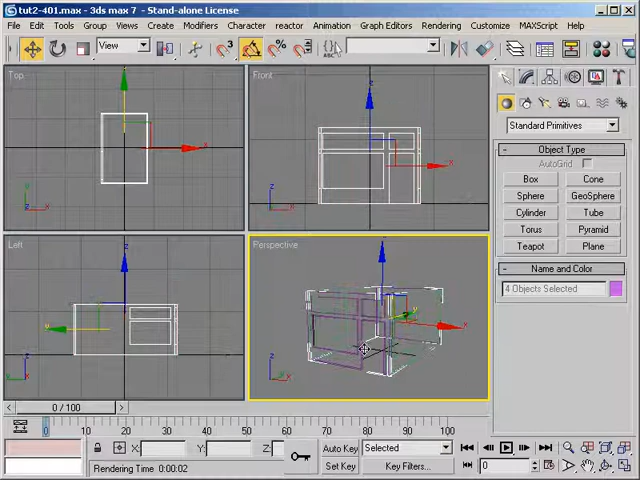 tut2-401.max - 3ds max 7 - Stand-alone License
File Edit Tools Group Views Create Modifiers Character reactor Animation Graph Editors Rendering Customize MAXScript Help
View
Top
Front
Left
Perspective
Standard Primitives
Object Type
AutoGrid
Box Cone
Sphere GeoSphere
Cylinder Tube
Torus Pyramid
Teapot Plane
Name and Color
4 Objects Selected
0 / 100
0 10 20 30 40 50 60 70 80 90 100
X: Y: Z:
Auto Key Selected
Set Key Key Filters...
0
Rendering Time 0:00:02